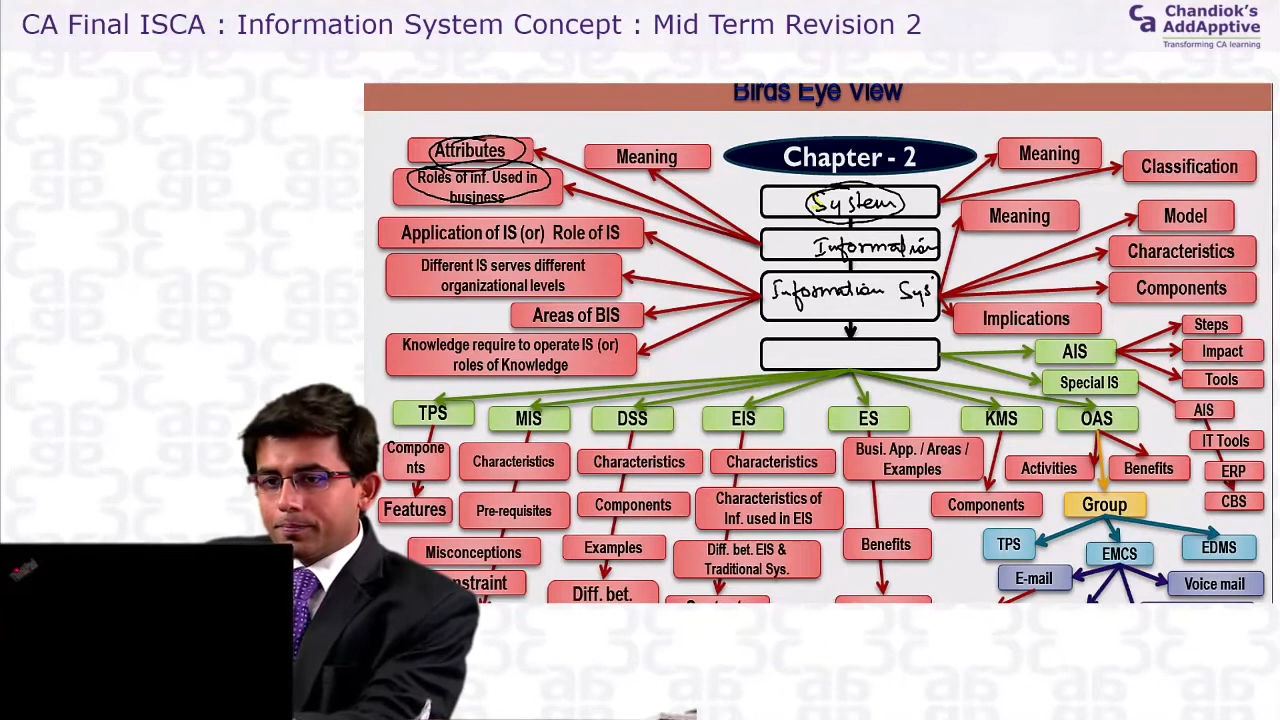 CA Final ISCA : Information System Concept : Mid Term Revision 2
ca
Chandiok's
AddApptive
Transforming CA learning
Birds Eye View
Chapter - 2
Attributes
Meaning
Meaning
Classification
Roles of inf. Used in
business
System
Meaning
Model
Application of IS (or) Role of IS
Information
Characteristics
Different IS serves different
organizational levels
Information Sys
Components
Areas of BIS
Implications
Steps
Knowledge require to operate IS (or)
roles of Knowledge
AIS
Impact
Special IS
Tools
TPS
MIS
DSS
EIS
ES
KMS
OAS
AIS
Compone
nts
Characteristics
Characteristics
Characteristics
Busi. App. / Areas /
Examples
Activities
Benefits
IT Tools
ERP
Features
Pre-requisites
Components
Characteristics of
Inf. used in EIS
Components
Group
CBS
Misconceptions
Examples
Diff. bet. EIS &
Traditional Sys.
Benefits
TPS
EMCS
EDMS
onstraint
Diff. bet.
E-mail
Voice mail